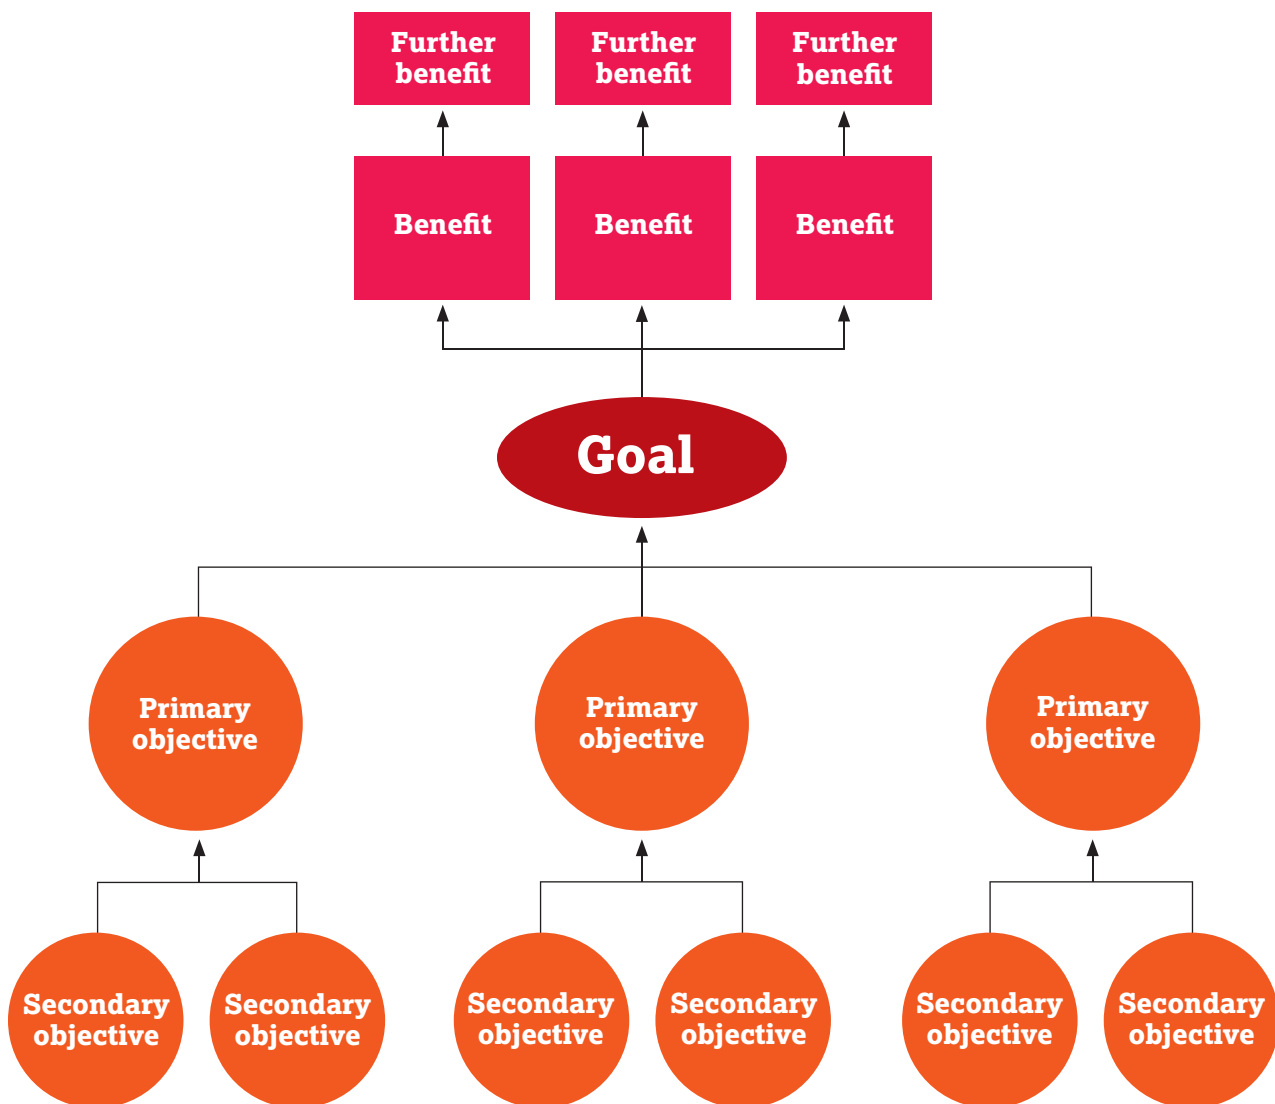 Further
benefit
Further
benefit
Further
benefit
Benefit
Benefit
Benefit
Goal
Primary
objective
Primary
objective
Primary
objective
Secondary
objective
Secondary
objective
Secondary
objective
Secondary
objective
Secondary
objective
Secondary
objective